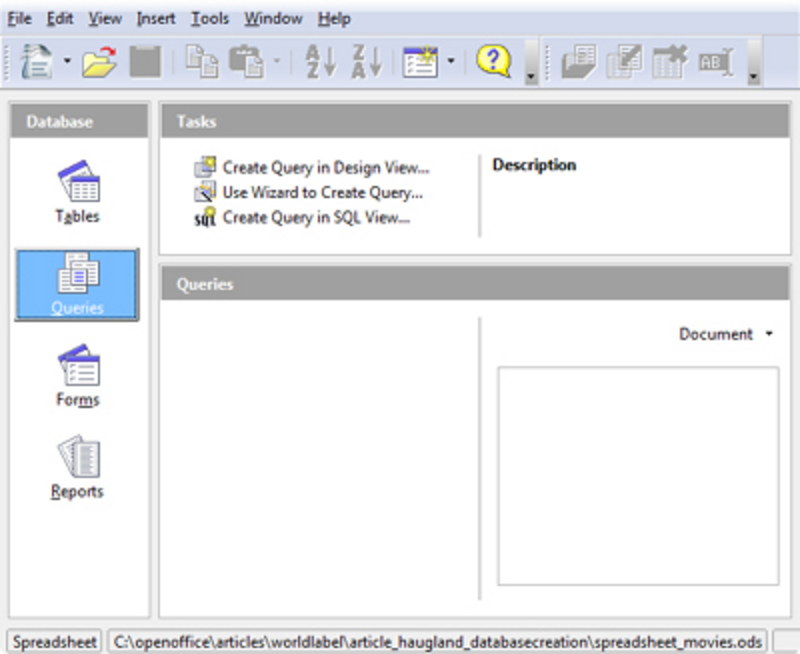 File Edit View Insert Tools Window Help
A Z Z A ? ABI
Database
Tables
Queries
Forms
Reports
Tasks
Create Query in Design View...
Use Wizard to Create Query...
SQL Create Query in SQL View...
Description
Queries
Document
Spreadsheet C:\openoffice\articles\worldlabel\article_haugland_databasecreation\spreadsheet_movies.ods